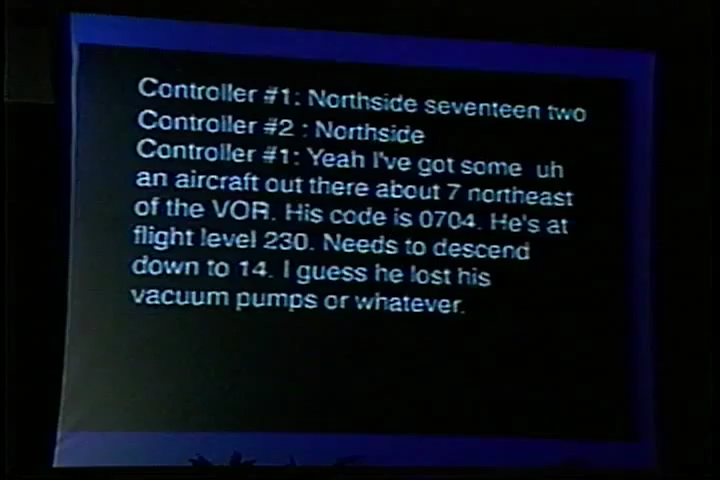 Controller #1: Northside seventeen two
Controller #2 : Northside
Controller #1: Yeah I've got some uh
an aircraft out there about 7 northeast
of the VOR. His code is 0704. He's at
flight level 230. Needs to descend
down to 14. I guess he lost his
vacuum pumps or whatever.